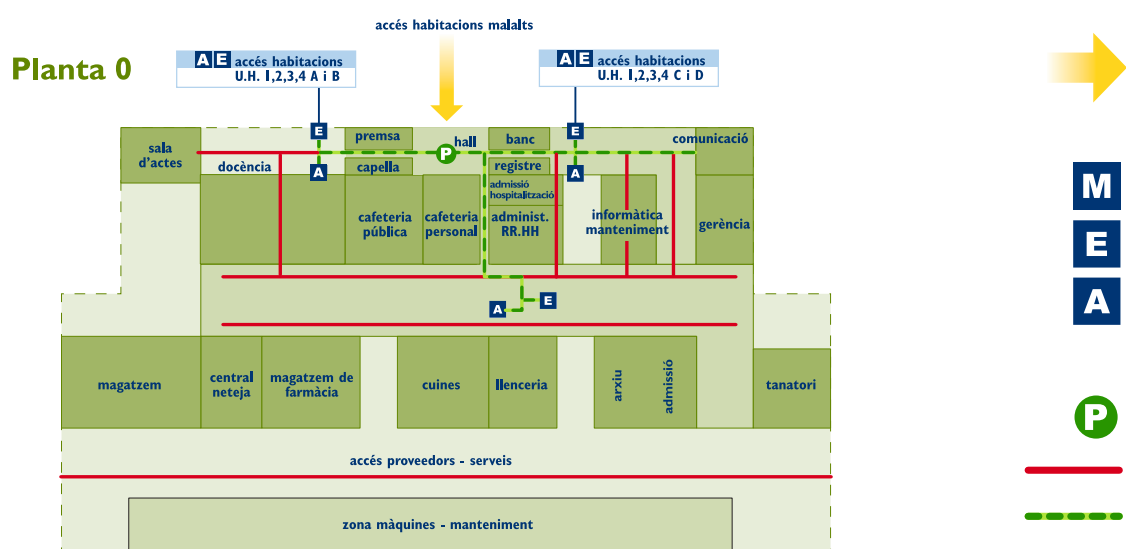 accés habitacions malalts
Planta 0
A E accés habitacions
U.H. 1,2,3,4 A i B
A E accés habitacions
U.H. 1,2,3,4 C i D
E
E
premsa
hall
banc
comunicació
sala
d'actes
P
docència
A
capella
registre
A
admissió
hospitalització
cafeteria
pública
cafeteria
personal
administ.
RR.HH
informàtica
manteniment
gerència
A
E
magatzem
central
neteja
magatzem de
farmàcia
cuines
llenceria
arxiu
admissió
tanatori
accés proveedors - serveis
zona màquines - manteniment
M
E
A
P